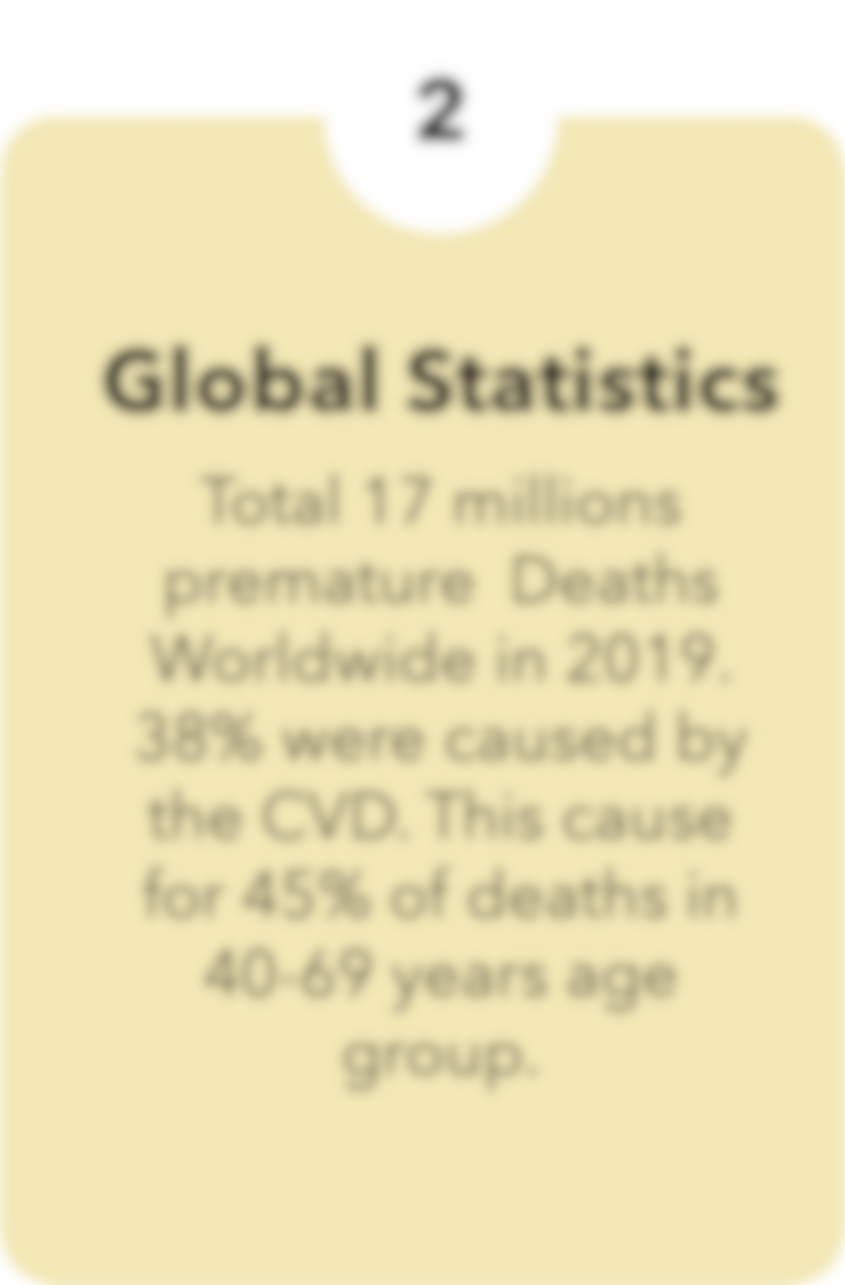 2
Global Statistics
Total 17 millions
premature  Deaths
Worldwide in 2019.
38% were caused by
the CVD. This cause
for 45% of deaths in
40-69 years age
group.